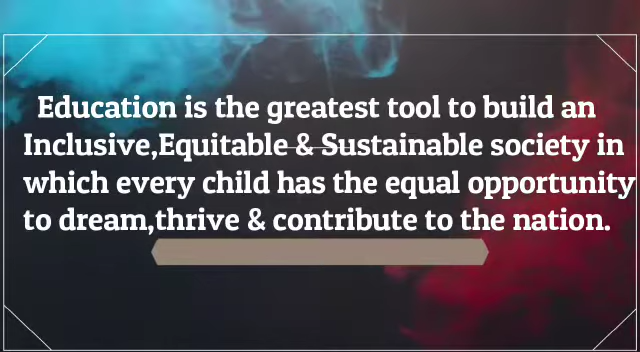 Education is the greatest tool to build an
Inclusive,Equitable & Sustainable society in
which every child has the equal opportunity
to dream,thrive & contribute to the nation.